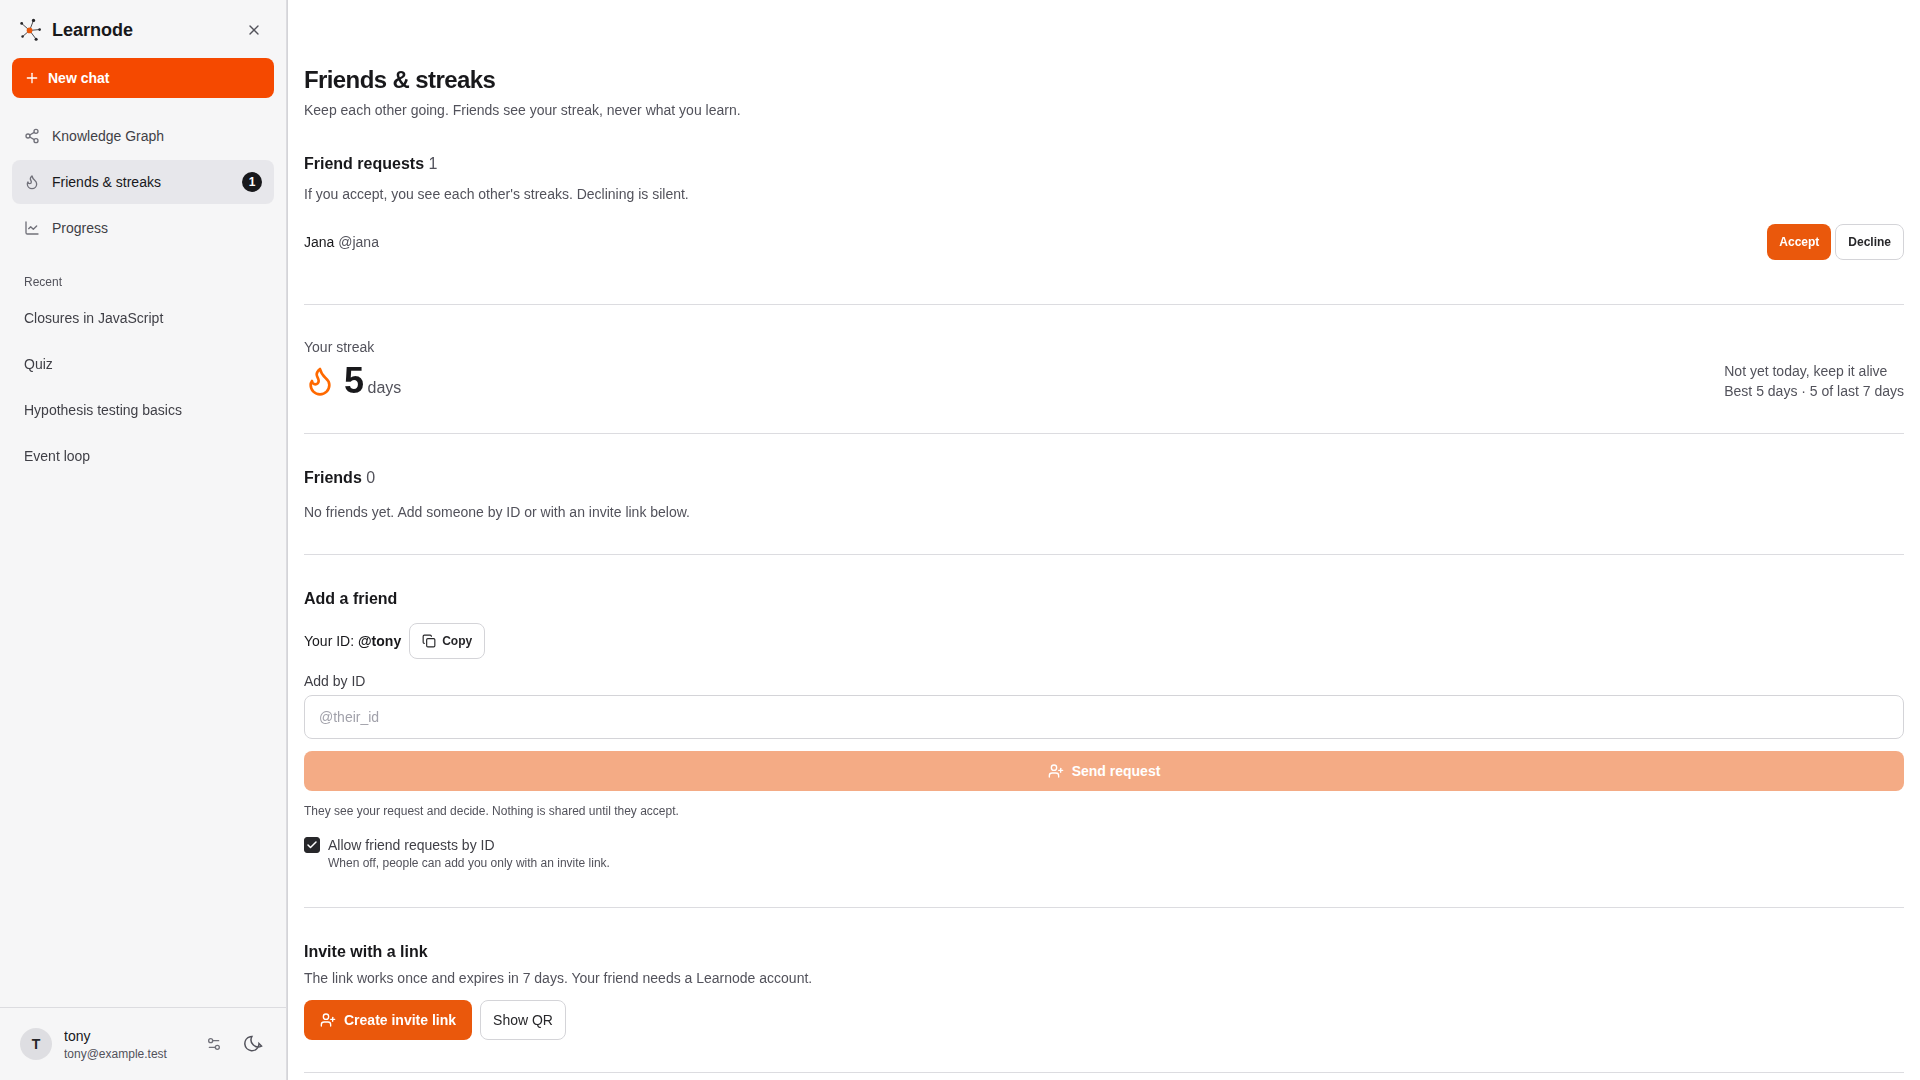 Learnode
New chat
Knowledge Graph
Friends & streaks 1
Progress
Recent
Closures in JavaScript
Quiz
Hypothesis testing basics
Event loop
T
tony
tony@example.test
Friends & streaks
Keep each other going. Friends see your streak, never what you learn.
Friend requests 1
If you accept, you see each other's streaks. Declining is silent.
Jana @jana
Accept Decline
Your streak
5 days
Not yet today, keep it alive
Best 5 days · 5 of last 7 days
Friends 0
No friends yet. Add someone by ID or with an invite link below.
Add a friend
Your ID: @tony Copy
Add by ID
@their_id
Send request
They see your request and decide. Nothing is shared until they accept.
Allow friend requests by ID
When off, people can add you only with an invite link.
Invite with a link
The link works once and expires in 7 days. Your friend needs a Learnode account.
Create invite link Show QR